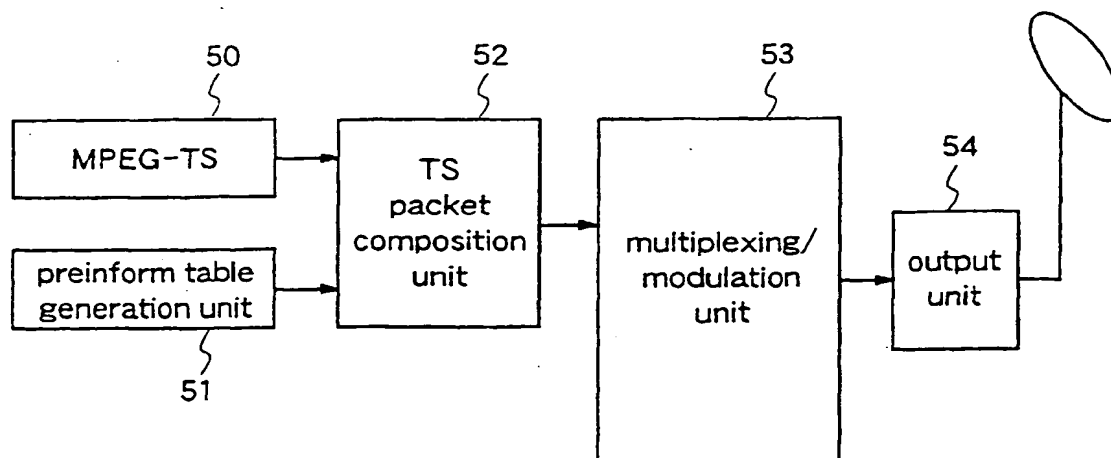 50
MPEG-TS
preinform table
generation unit
51
52
TS
packet
composition
unit
53
multiplexing/
modulation
unit
54
output
unit